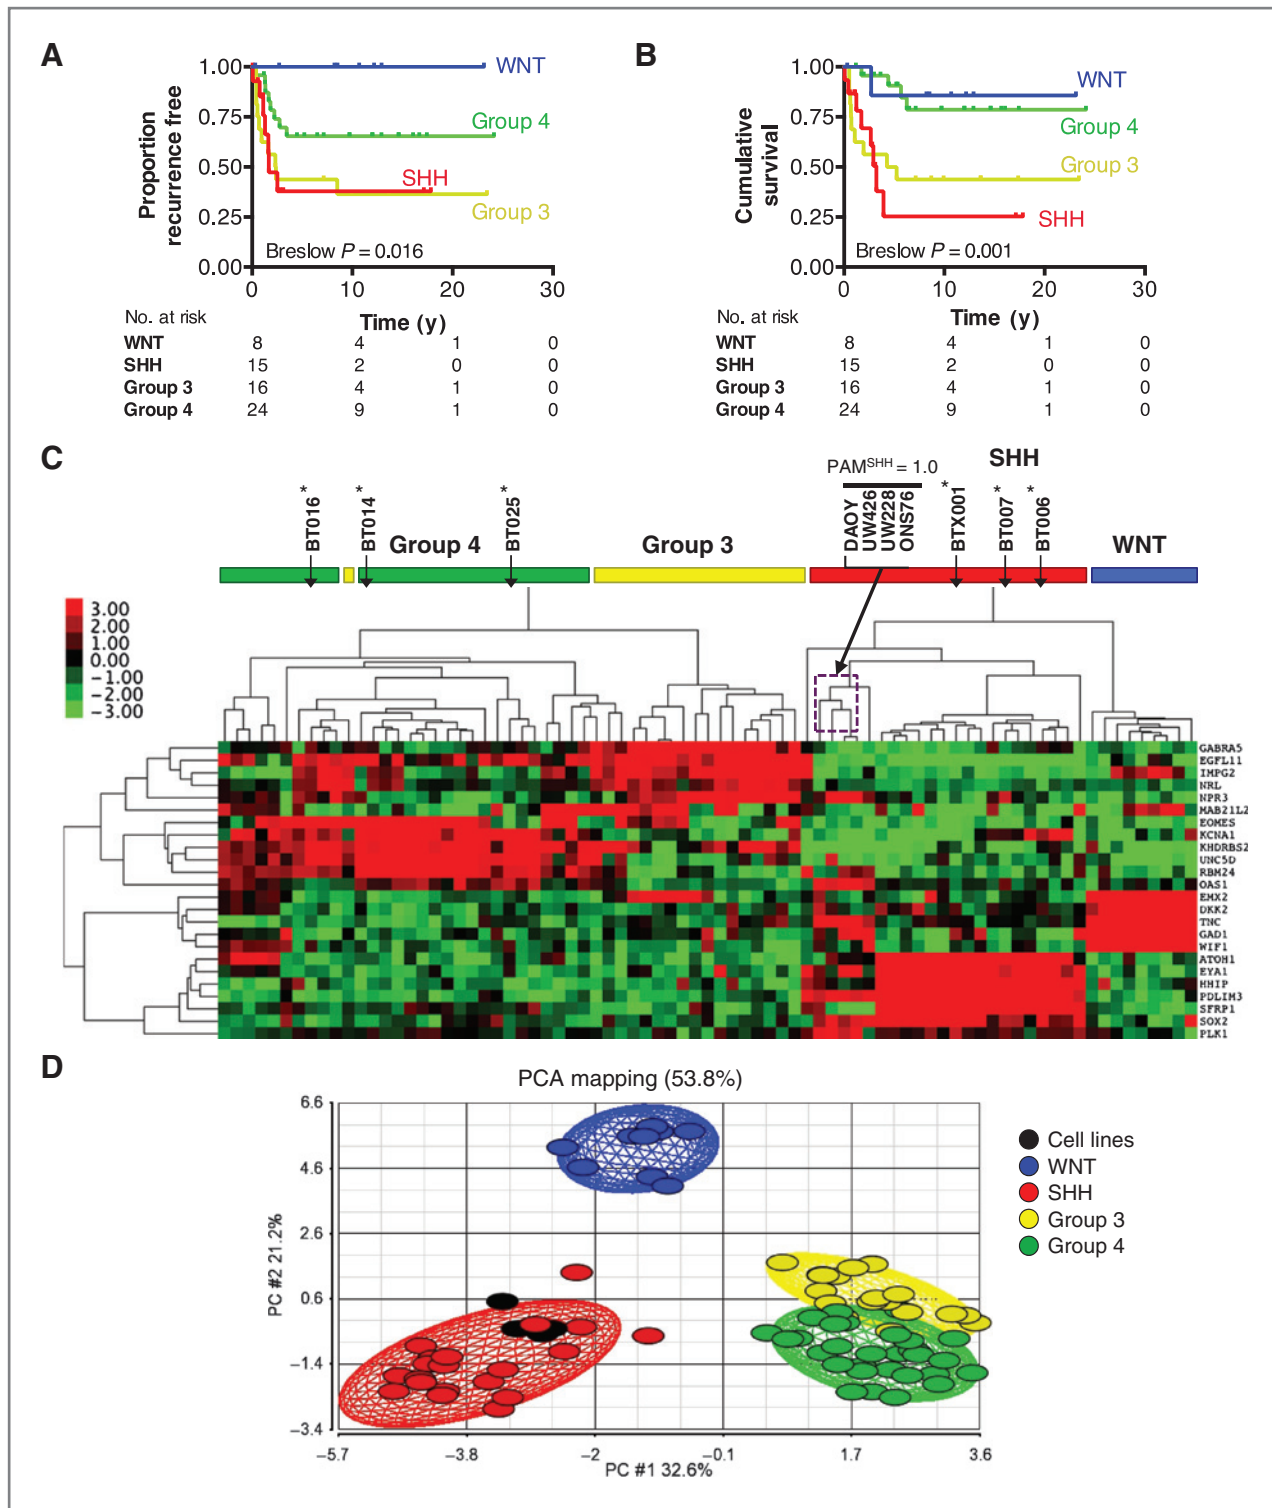 A
Proportion
recurrence free
1.00
0.75
0.50
0.25
0.00
WNT
Group 4
SHH
Group 3
Breslow P = 0.016
0 10 20 30
Time (y)
No. at risk
WNT 8 4 1 0
SHH 15 2 0 0
Group 3 16 4 1 0
Group 4 24 9 1 0
B
Cumulative
survival
1.00
0.75
0.50
0.25
0.00
WNT
Group 4
Group 3
SHH
Breslow P = 0.001
0 10 20 30
Time (y)
No. at risk
WNT 8 4 1 0
SHH 15 2 0 0
Group 3 16 4 1 0
Group 4 24 9 1 0
C
PAMSHH = 1.0
SHH
* BT016
* BT014
Group 4
* BT025
Group 3
DAOY
UW426
UW228
ONS76
* BTX001
* BT007
* BT006
WNT
3.00
2.00
1.00
0.00
−1.00
−2.00
−3.00
GABRA5
EGFL11
IMPG2
NRL
NPR3
MAB21L2
EOMES
KCNA1
KHDRBS2
UNC5D
RBM24
OAS1
EMX2
DKK2
TNC
GAD1
WIF1
ATOH1
EYA1
HHIP
PDLIM3
SFRP1
SOX2
PLK1
D
PCA mapping (53.8%)
PC #2 21.2%
6.6
4.6
2.6
0.6
−1.4
−3.4
−5.7 −3.8 −2 −0.1 1.7 3.6
PC #1 32.6%
Cell lines
WNT
SHH
Group 3
Group 4